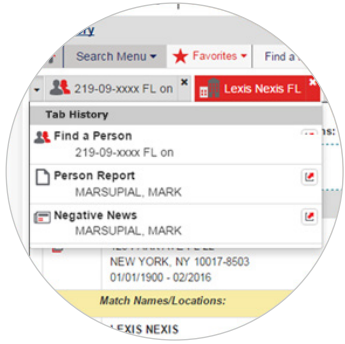 Search Menu
Favorites
Find a
219-09-xxxx FL on
Lexis Nexis FL
Tab History
Find a Person
219-09-xxxx FL on
Person Report
MARSUPIAL, MARK
Negative News
MARSUPIAL, MARK
NEW YORK, NY 10017-8503
01/01/1900 - 02/2016
Match Names/Locations:
LEXIS NEXIS